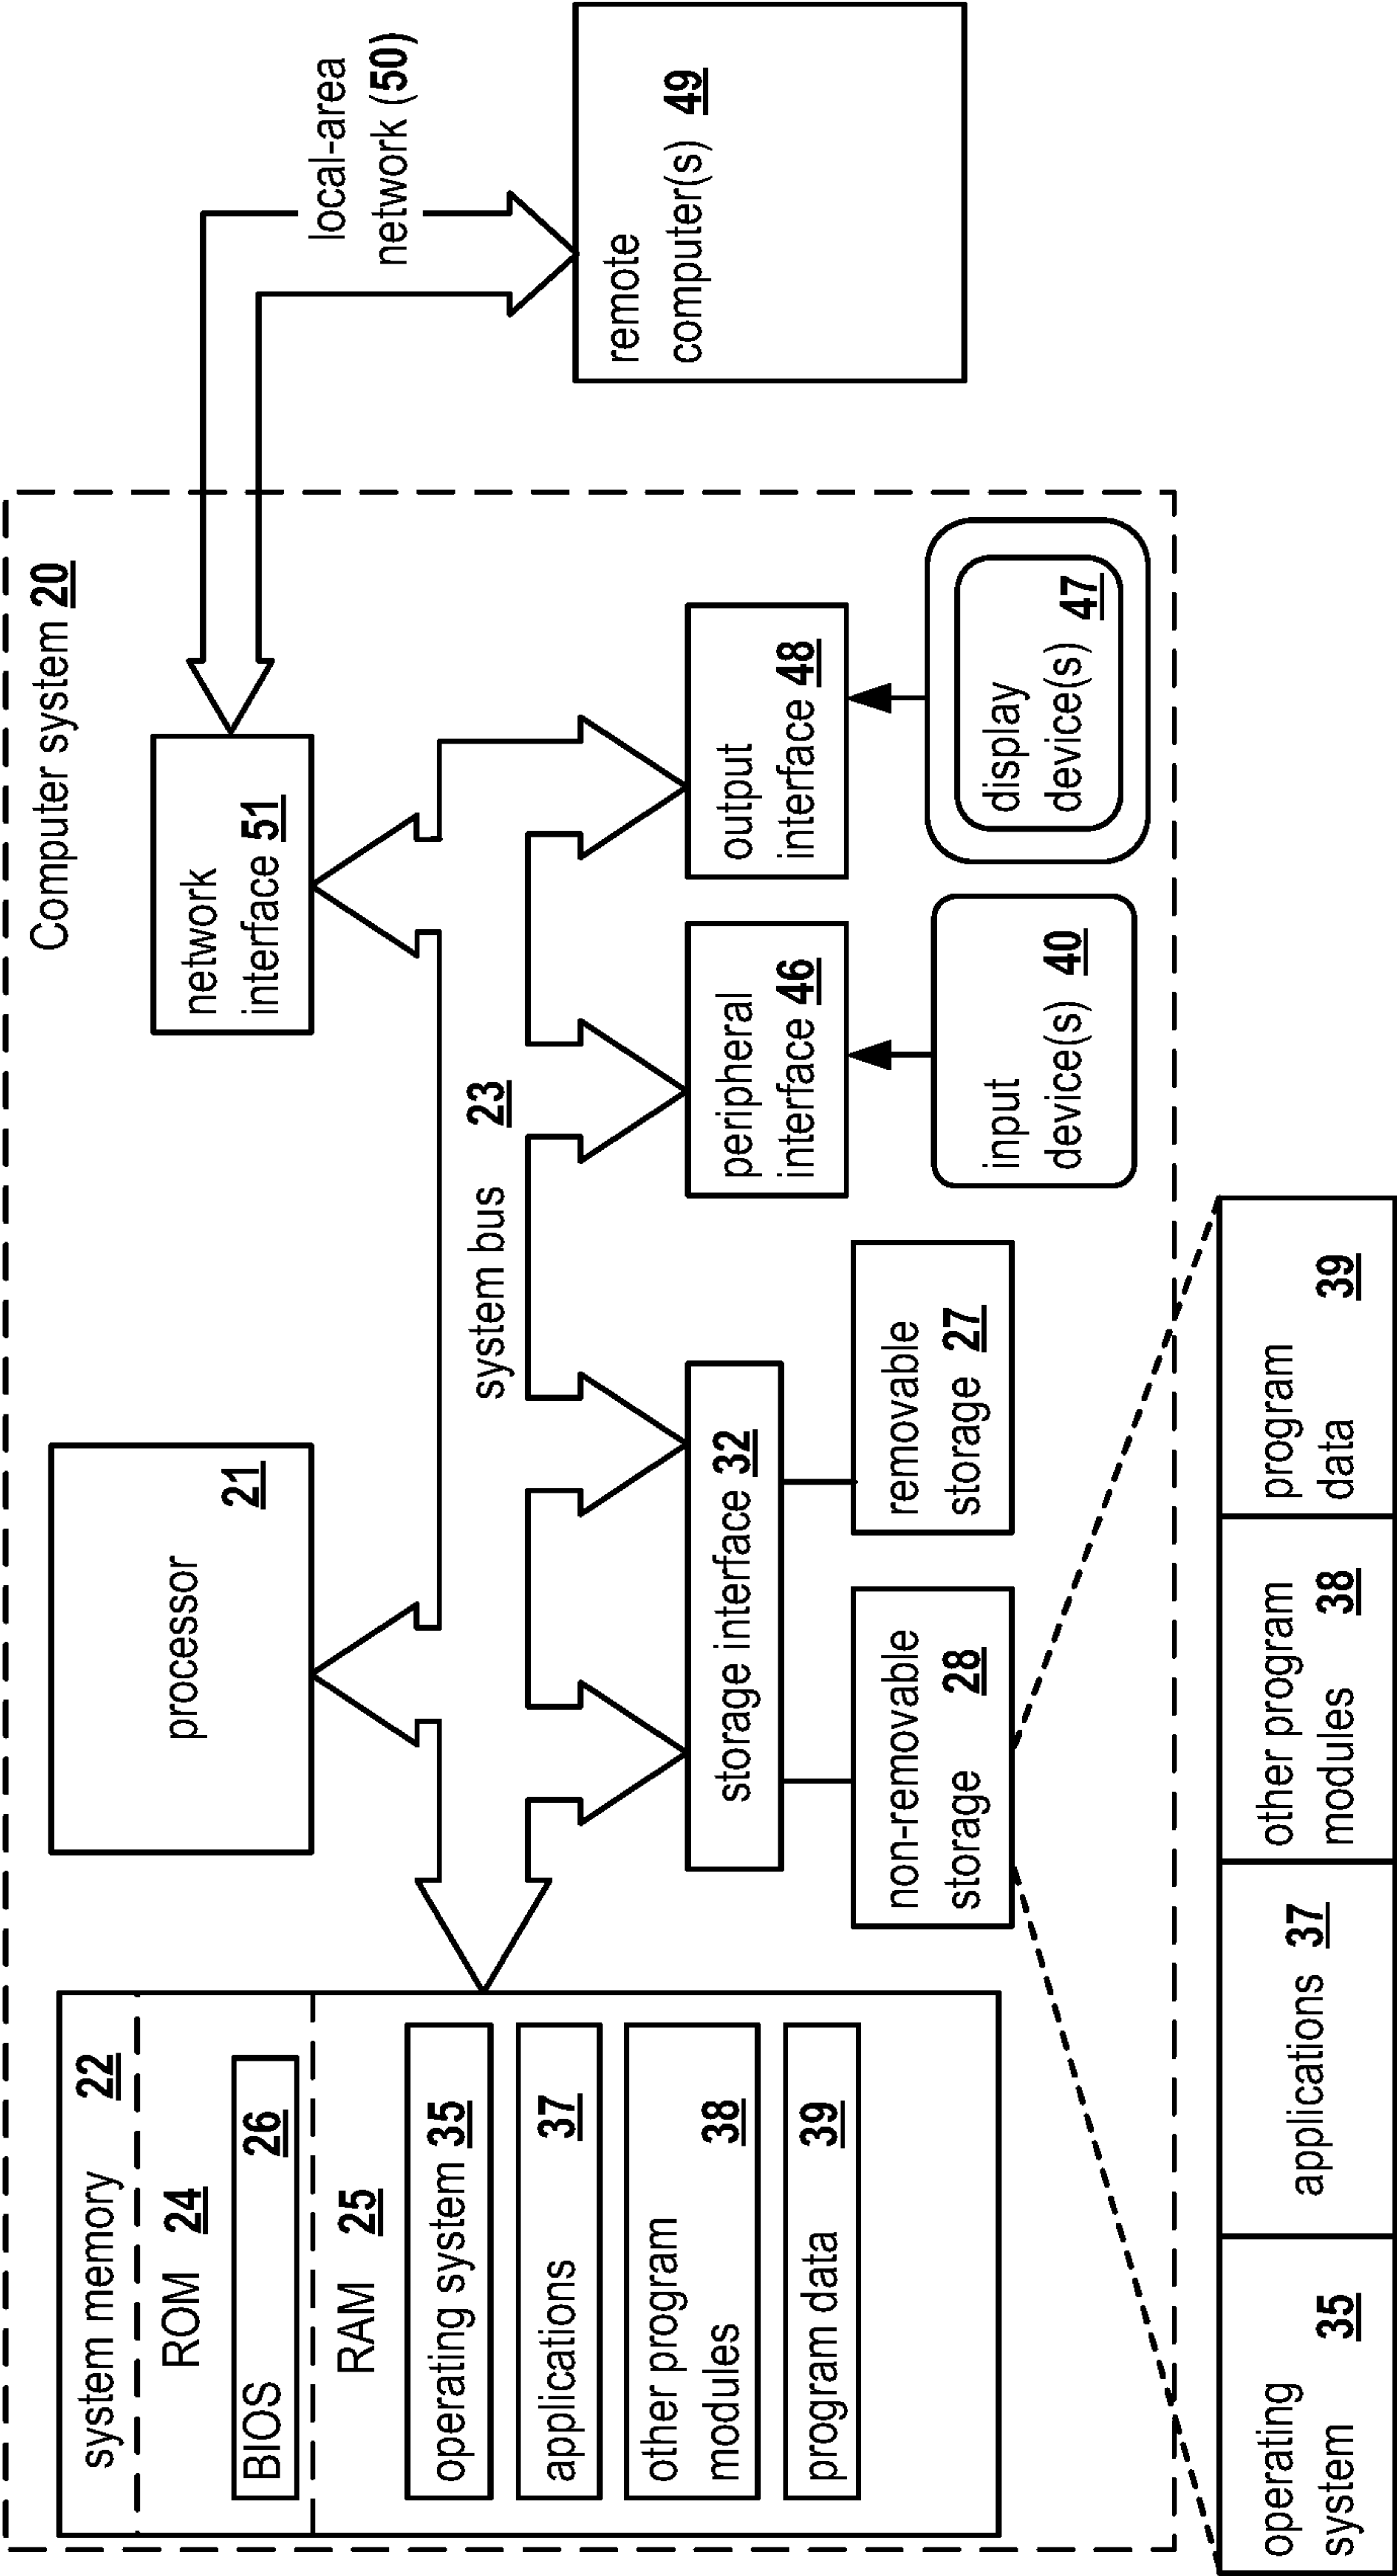 Computer system 20
system memory 22
ROM 24
BIOS 26
RAM 25
operating system 35
applications 37
other program
modules 38
program data 39
processor
21
network
interface 51
local-area
network (50)
system bus 23
storage interface 32
peripheral
interface 46
output
interface 48
remote
computer(s) 49
non-removable
storage 28
removable
storage 27
input
device(s) 40
display
device(s) 47
operating
system 35
applications 37
other program
modules 38
program
data 39